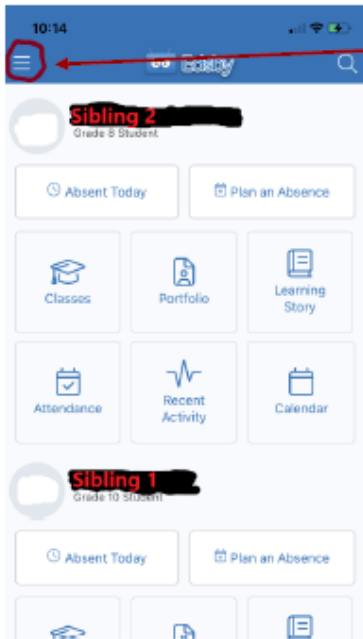 10:14
Edsby
Sibling 2
Grade 8 Student
Absent Today
Plan an Absence
Classes
Portfolio
Learning
Story
Attendance
Recent
Activity
Calendar
Sibling 1
Grade 10 Student
Absent Today
Plan an Absence